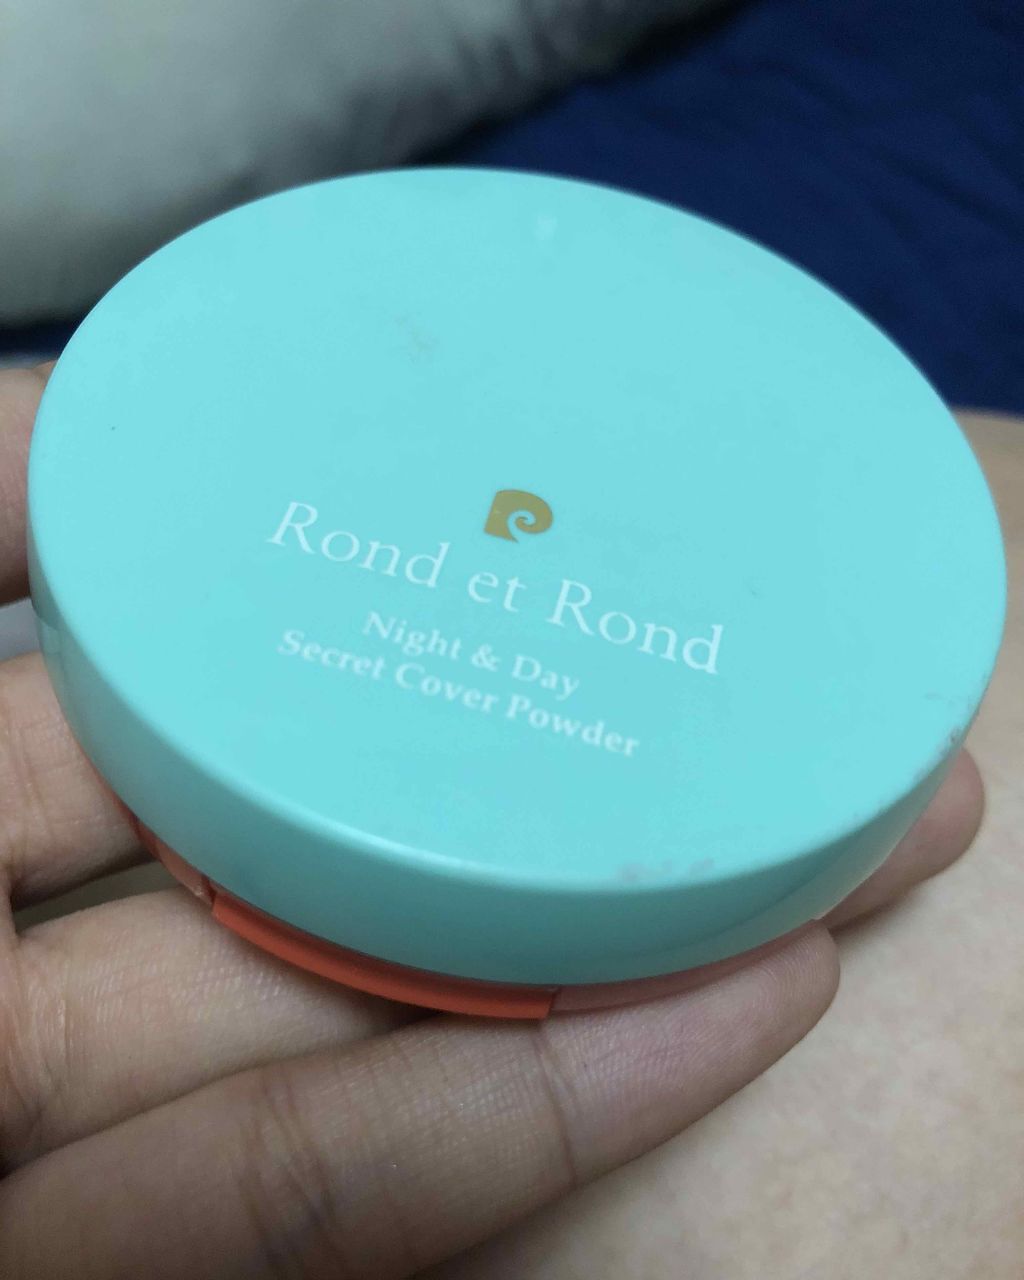 Rond et Rond
Night & Day
Secret Cover Powder